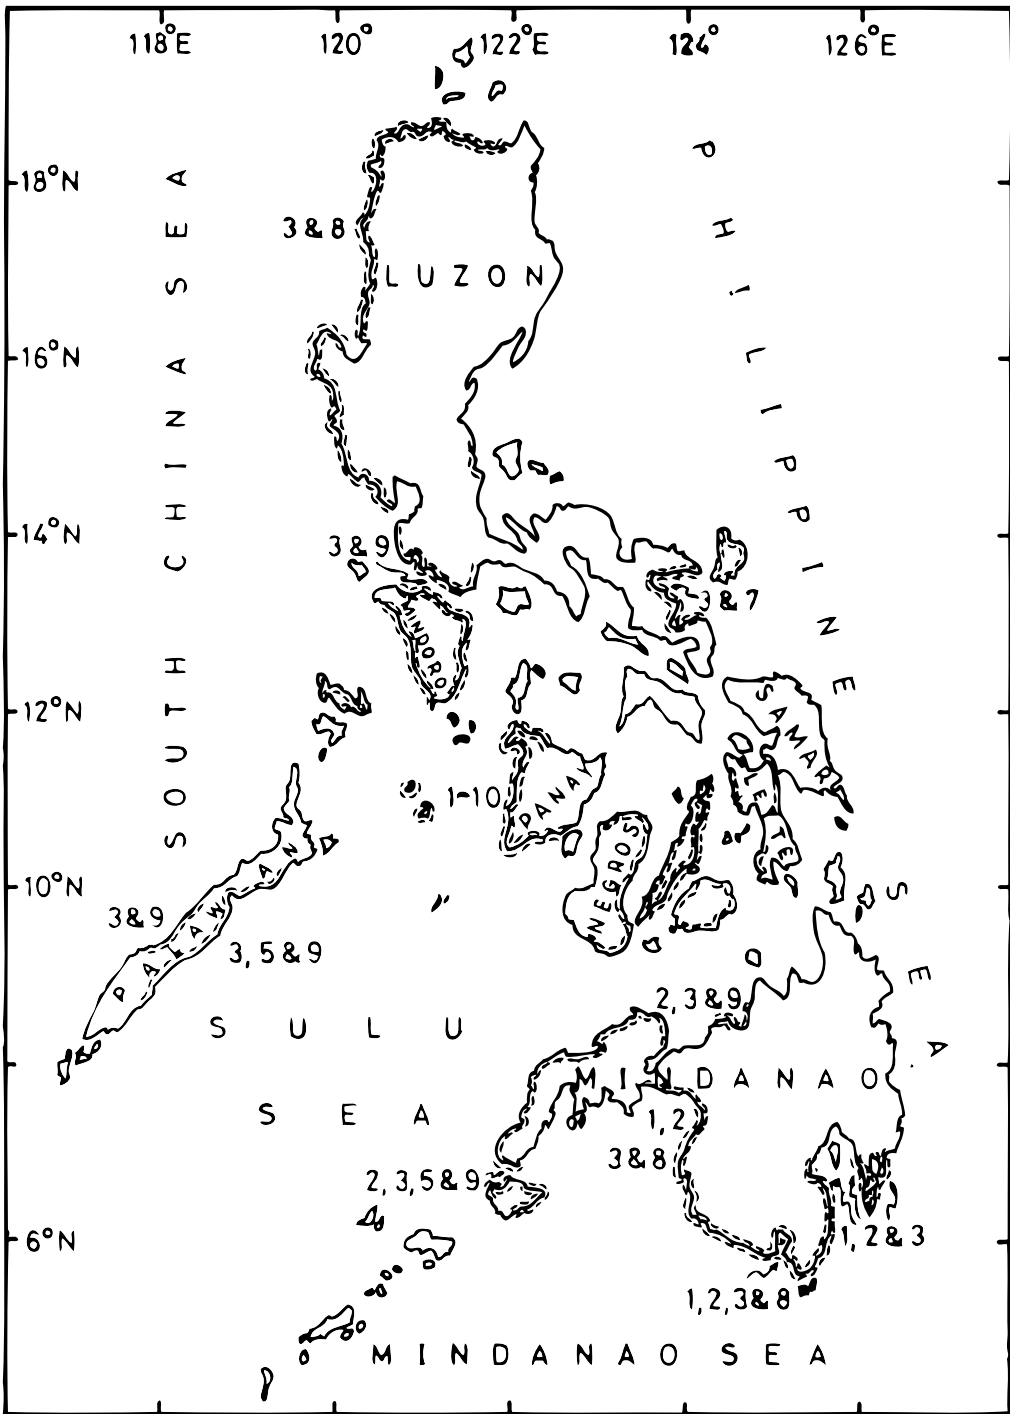 118°E 120° 122°E 124° 126°E
18°N
16°N
14°N
12°N
10°N
6°N
SOUTH CHINA SEA
PHILIPPINE SEA
3&8
LUZON
3&9
&7
MINDORO
SAMAR
1-10
PANAY
LEYTE
NEGROS
PALAWAN
3&9
3,5&9
SULU
SEA
2,3&9
MINDANAO
1,2
3&8
2,3,5&9
1,2&3
1,2,3&8
MINDANAO SEA